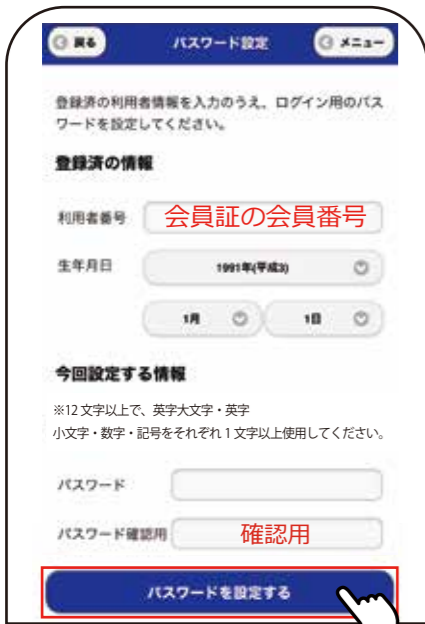 戻る パスワード設定 メニュー
登録済の利用者情報を入力のうえ、ログイン用のパス
ワードを設定してください。
登録済の情報
利用者番号 会員証の会員番号
生年月日 1991年(平成3)
1月 1日
今回設定する情報
※12文字以上で、英字大文字・英字
小文字・数字・記号をそれぞれ1文字以上使用してください。
パスワード
パスワード確認用 確認用
パスワードを設定する